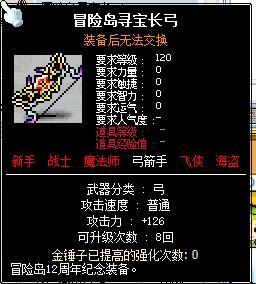 冒险岛寻宝长弓
装备后无法交换
要求等级： 120
要求力量： 0
要求敏捷： 0
要求智力： 0
要求运气： 0
要求人气度： -
道具等级： -
道具经验值： -
新手 战士 魔法师 弓箭手 飞侠 海盗
武器分类 : 弓
攻击速度 : 普通
攻击力 : +126
可升级次数 : 8回
金锤子已提高的强化次数: 0
冒险岛12周年纪念装备。